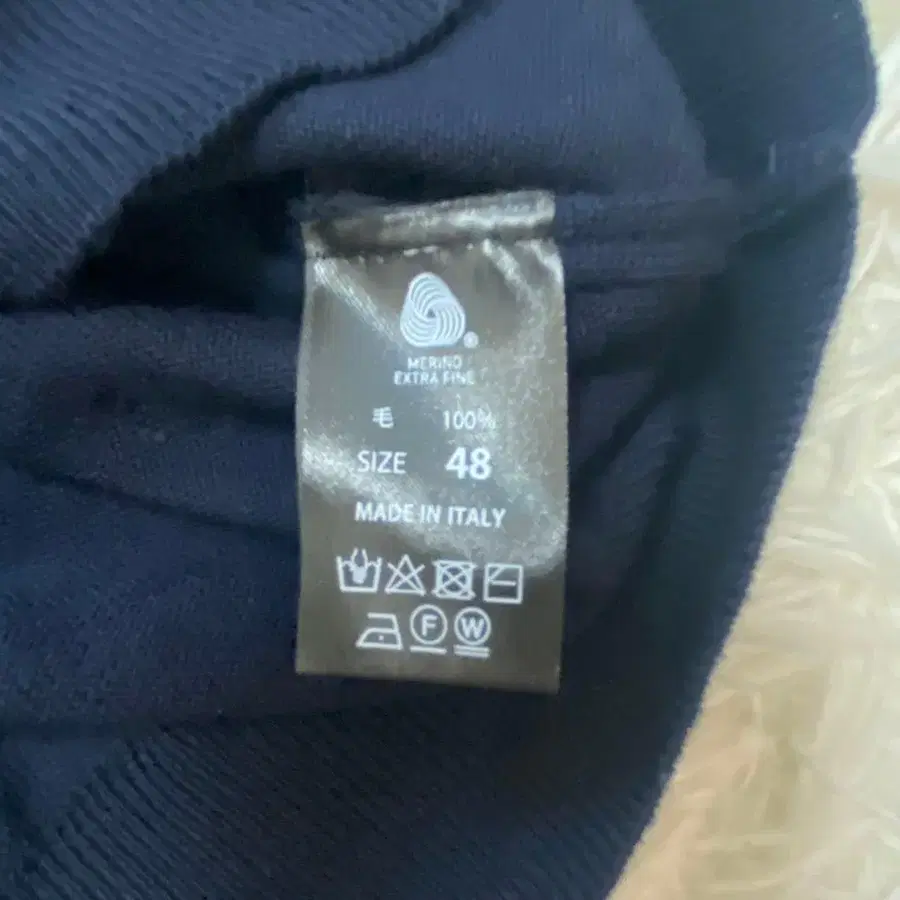 MERINO
EXTRA FINE
毛 100%
SIZE 48
MADE IN ITALY
F W